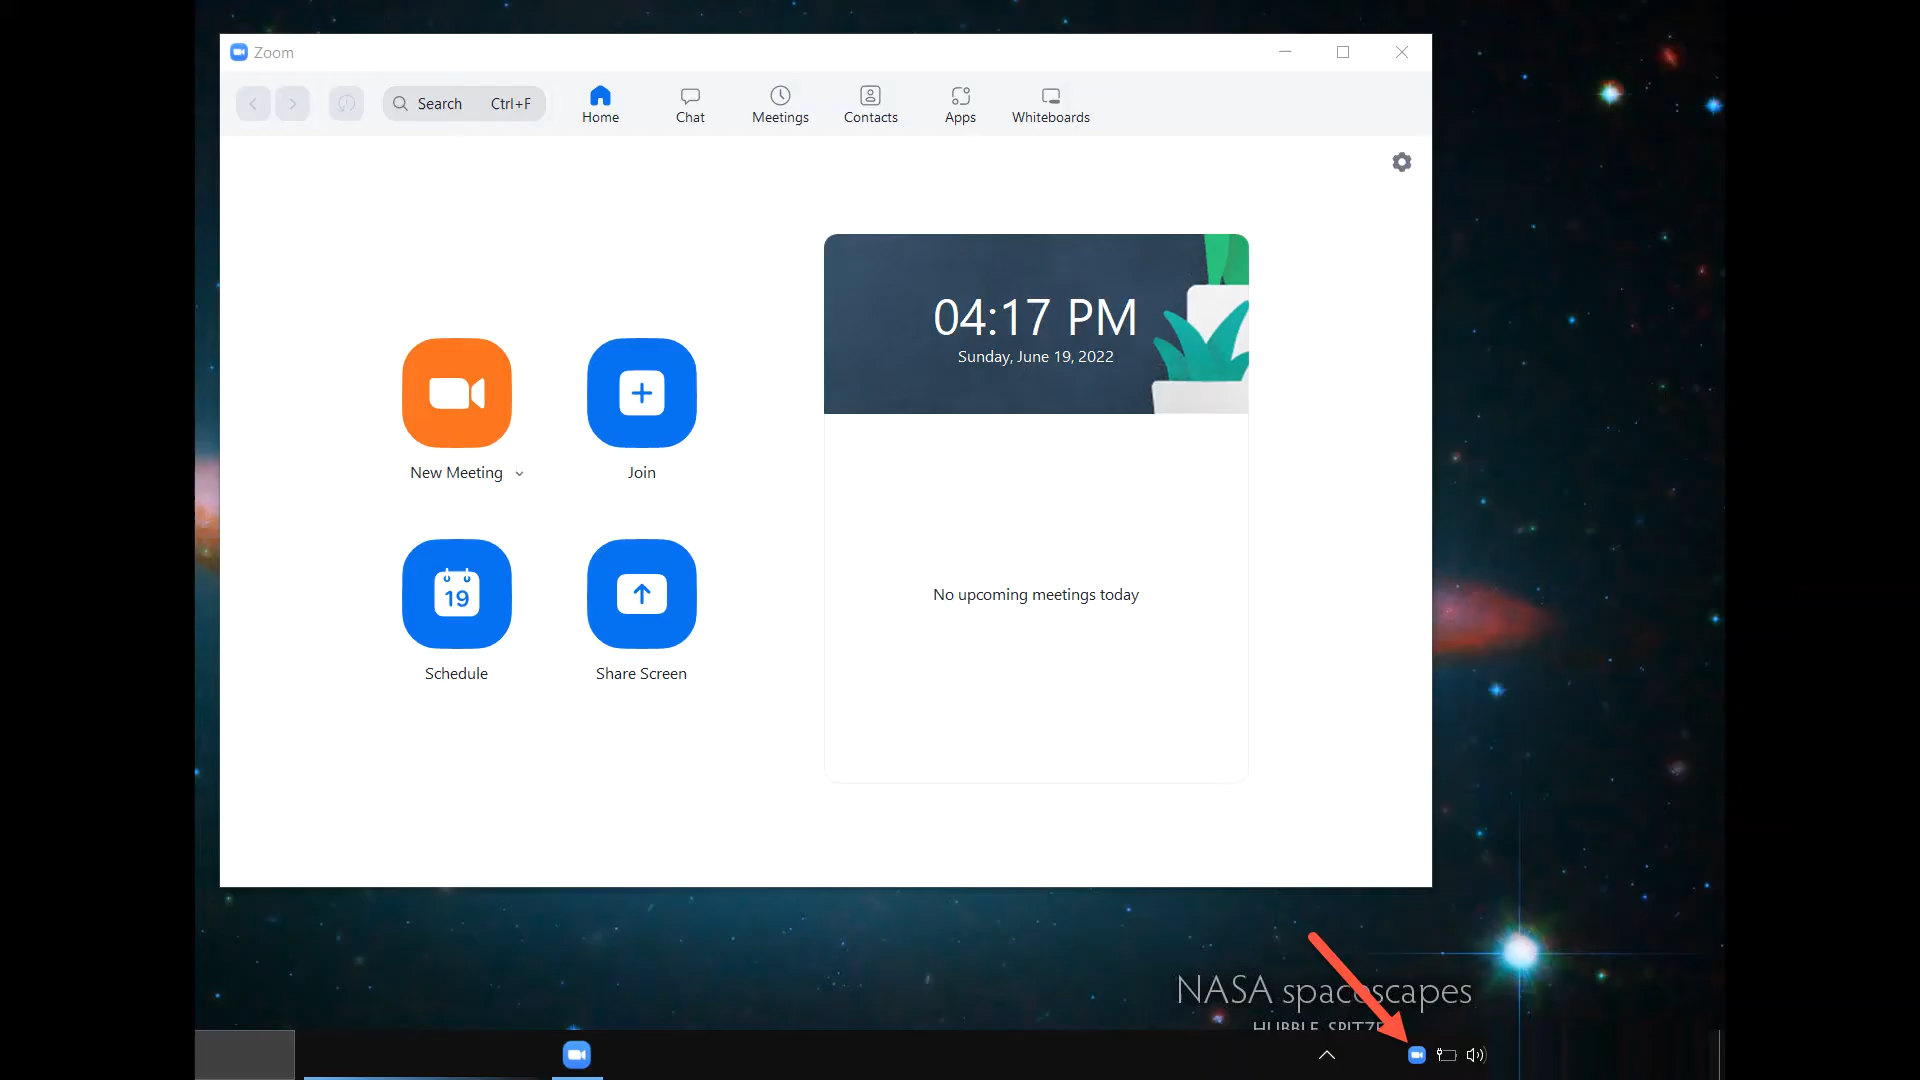 Zoom
Search Ctrl+F
Home
Chat
Meetings
Contacts
Apps
Whiteboards
04:17 PM
Sunday, June 19, 2022
New Meeting
Join
19
Schedule
Share Screen
No upcoming meetings today
NASA spacescapes